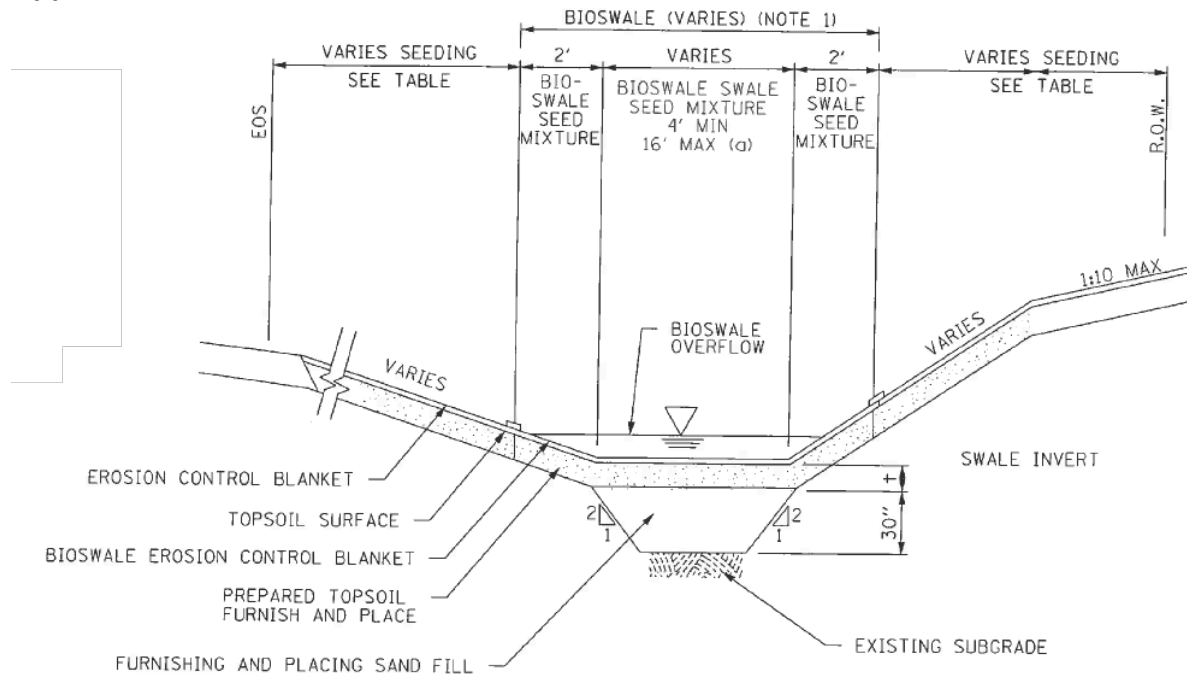 BIOSWALE (VARIES) (NOTE 1)
VARIES SEEDING
SEE TABLE
2'
BIO-
SWALE
SEED
MIXTURE
VARIES
BIOSWALE SWALE
SEED MIXTURE
4' MIN
16' MAX (a)
2'
BIO-
SWALE
SEED
MIXTURE
VARIES SEEDING
SEE TABLE
EOS
R.O.W.
1:10 MAX
BIOSWALE
OVERFLOW
VARIES
VARIES
SWALE INVERT
EROSION CONTROL BLANKET
TOPSOIL SURFACE
2
1
2
1
t
30"
BIOSWALE EROSION CONTROL BLANKET
PREPARED TOPSOIL
FURNISH AND PLACE
EXISTING SUBGRADE
FURNISHING AND PLACING SAND FILL